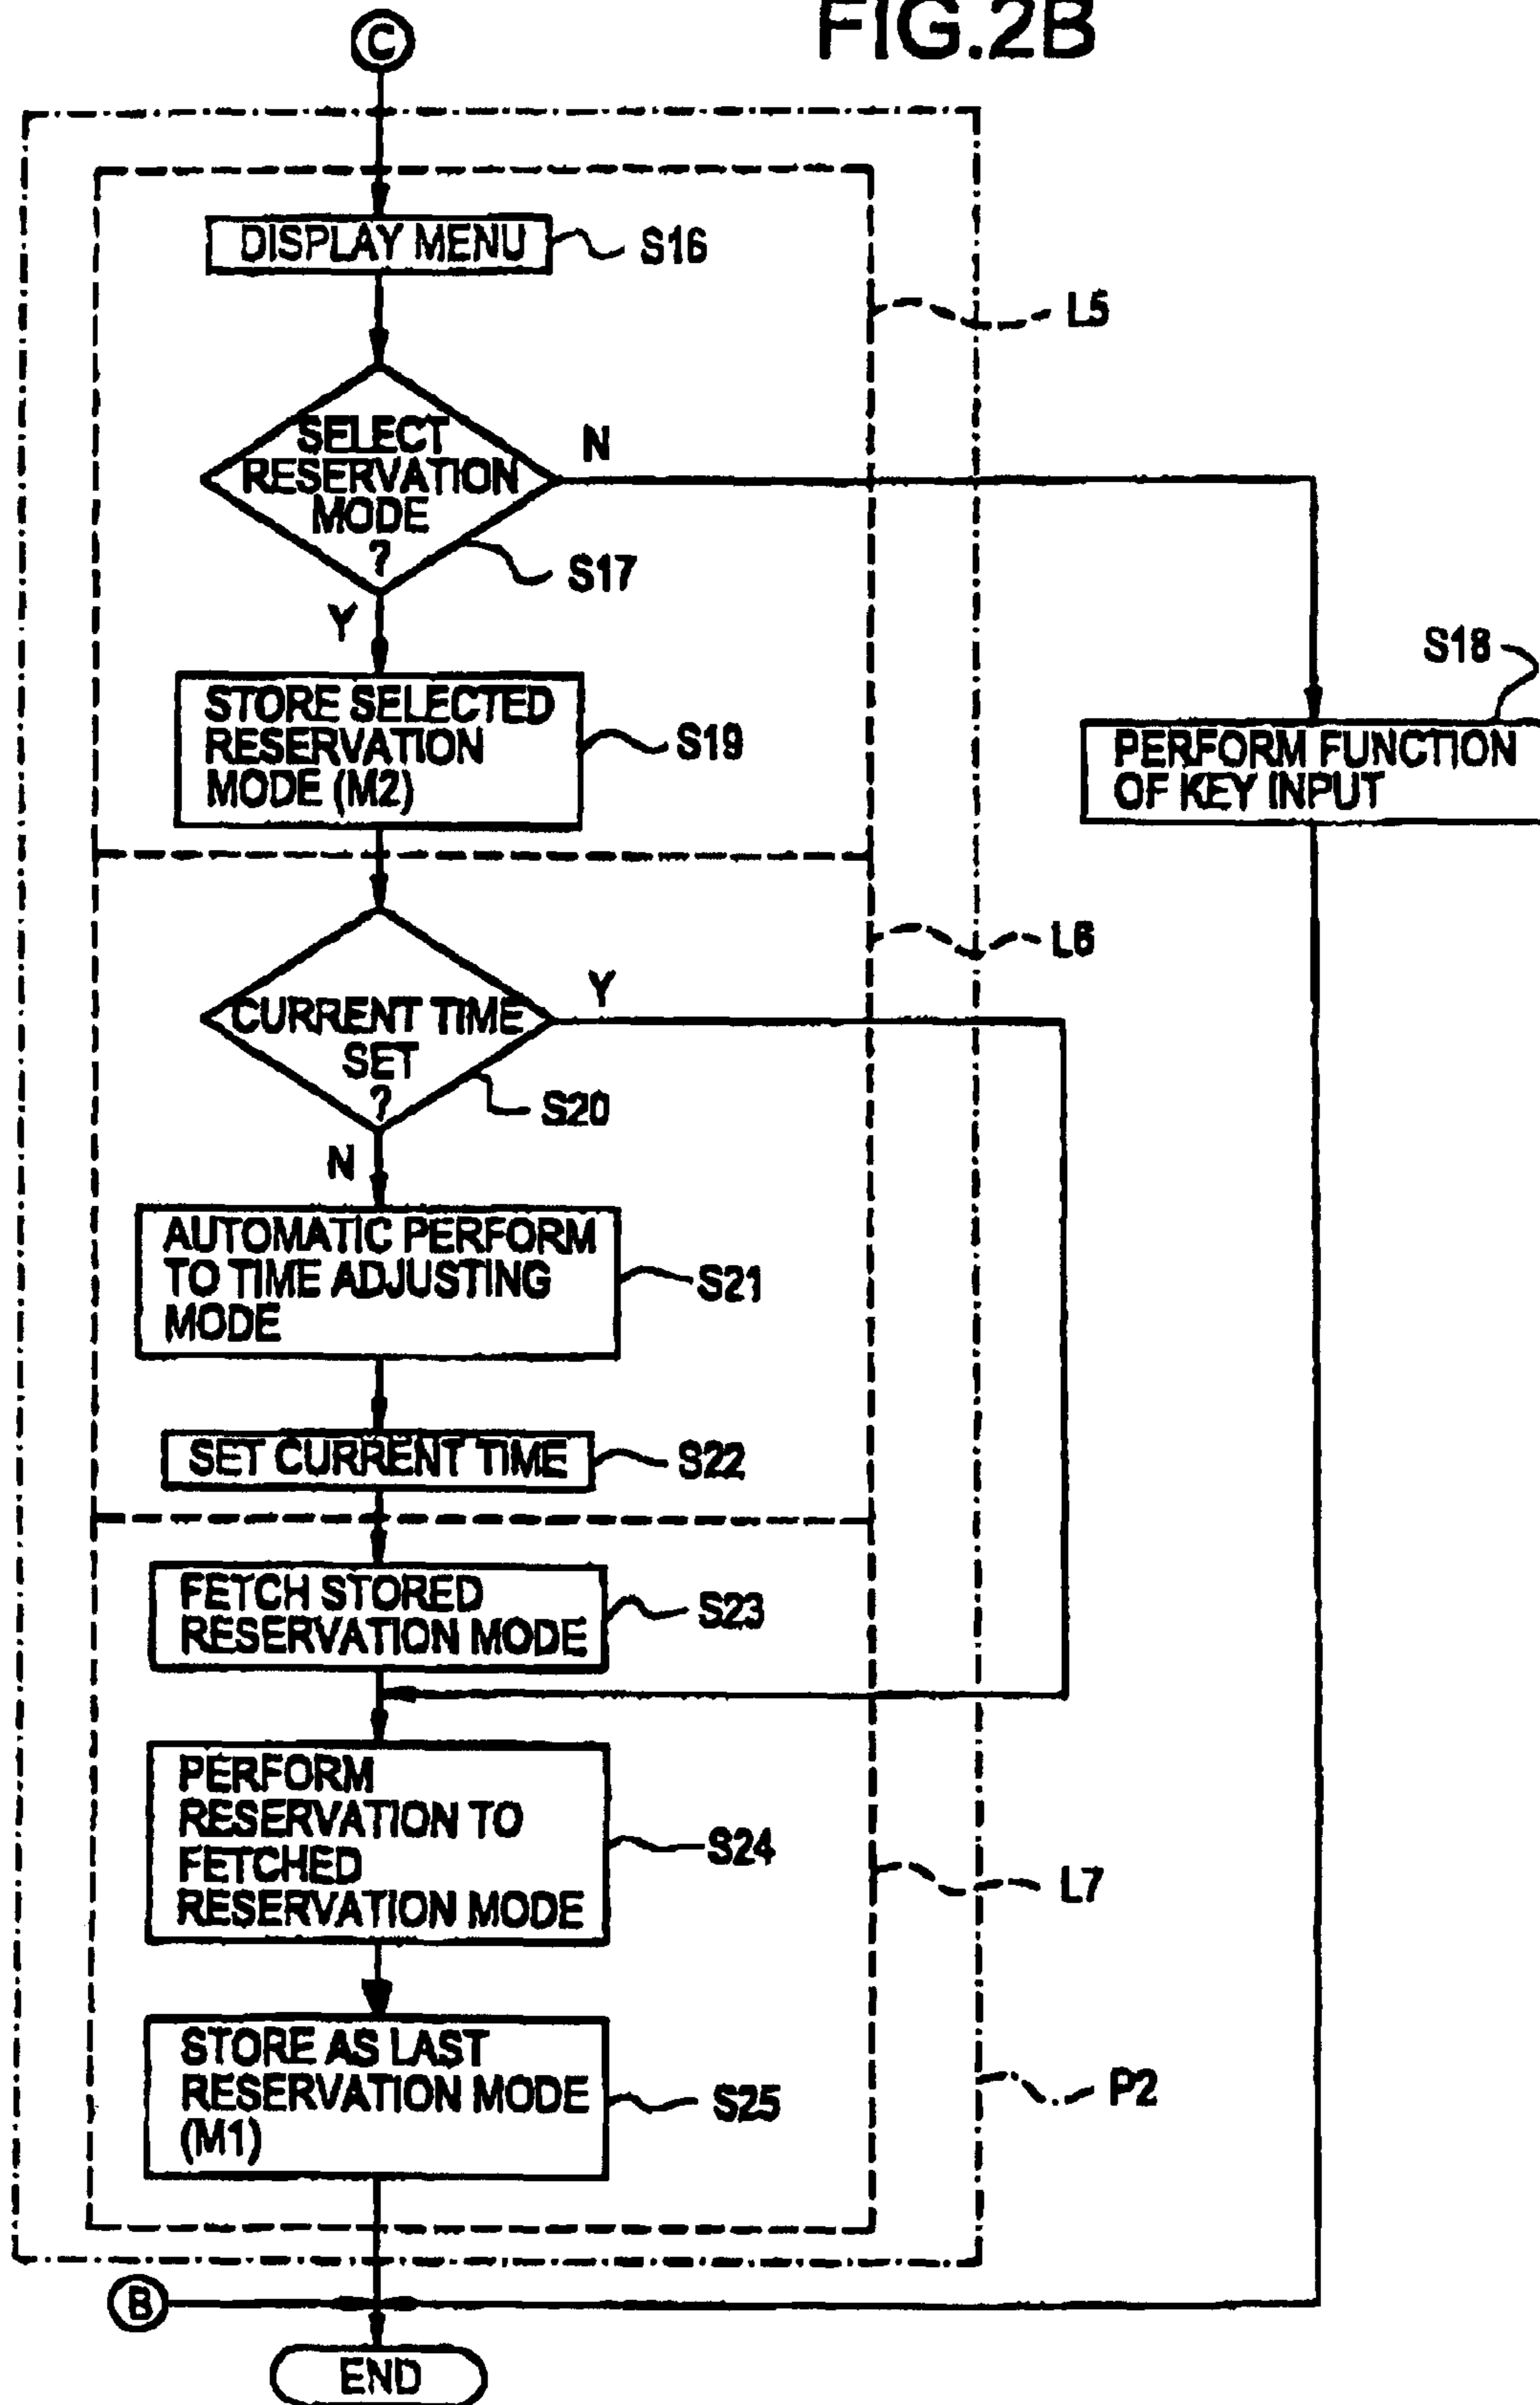 FIG.2B
C
DISPLAY MENU
S16
L5
SELECT
RESERVATION
MODE
?
N
S17
Y
S18
STORE SELECTED
RESERVATION
MODE (M2)
S19
PERFORM FUNCTION
OF KEY INPUT
L6
CURRENT TIME
SET
?
Y
S20
N
AUTOMATIC PERFORM
TO TIME ADJUSTING
MODE
S21
SET CURRENT TIME
S22
FETCH STORED
RESERVATION MODE
S23
PERFORM
RESERVATION TO
FETCHED
RESERVATION MODE
S24
L7
STORE AS LAST
RESERVATION MODE
(M1)
S25
P2
B
END